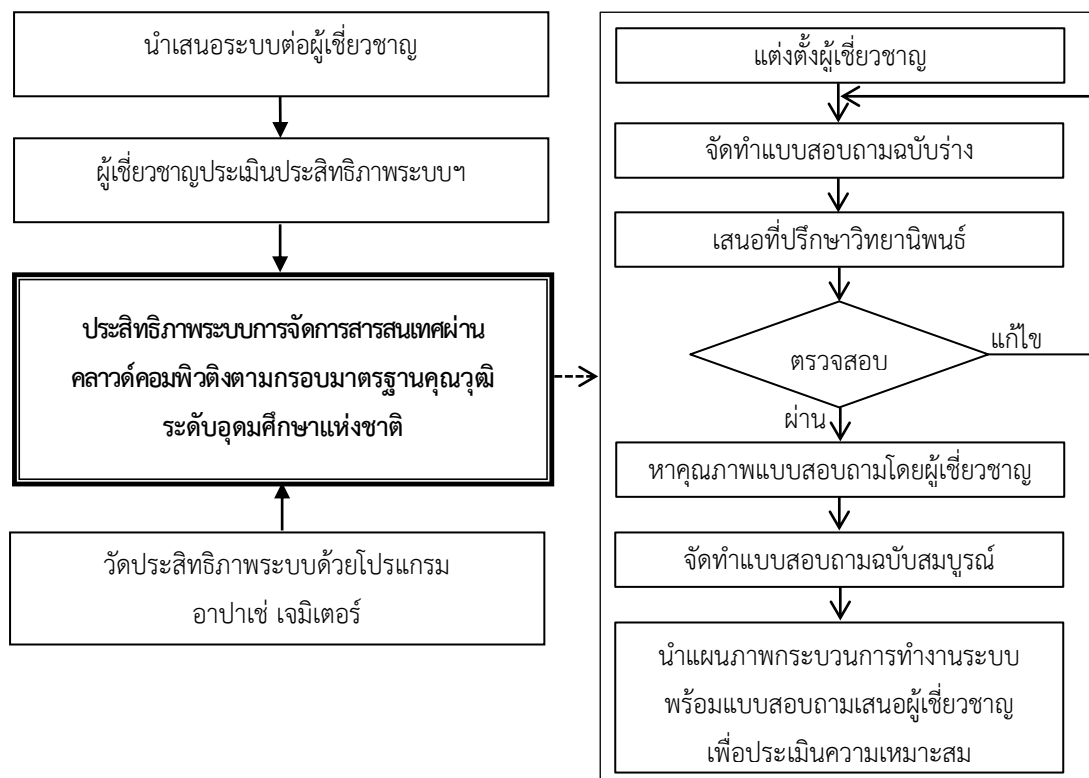 นำเสนอระบบต่อผู้เชี่ยวชาญ
ผู้เชี่ยวชาญประเมินประสิทธิภาพระบบฯ
ประสิทธิภาพระบบการจัดการสารสนเทศผ่าน
คลาวด์คอมพิวติงตามกรอบมาตรฐานคุณวุฒิ
ระดับอุดมศึกษาแห่งชาติ
วัดประสิทธิภาพระบบด้วยโปรแกรม
อาปาเช่ เจมิเตอร์
แต่งตั้งผู้เชี่ยวชาญ
จัดทำแบบสอบถามฉบับร่าง
เสนอที่ปรึกษาวิทยานิพนธ์
ตรวจสอบ
แก้ไข
ผ่าน
หาคุณภาพแบบสอบถามโดยผู้เชี่ยวชาญ
จัดทำแบบสอบถามฉบับสมบูรณ์
นำแผนภาพกระบวนการทำงานระบบ
พร้อมแบบสอบถามเสนอผู้เชี่ยวชาญ
เพื่อประเมินความเหมาะสม